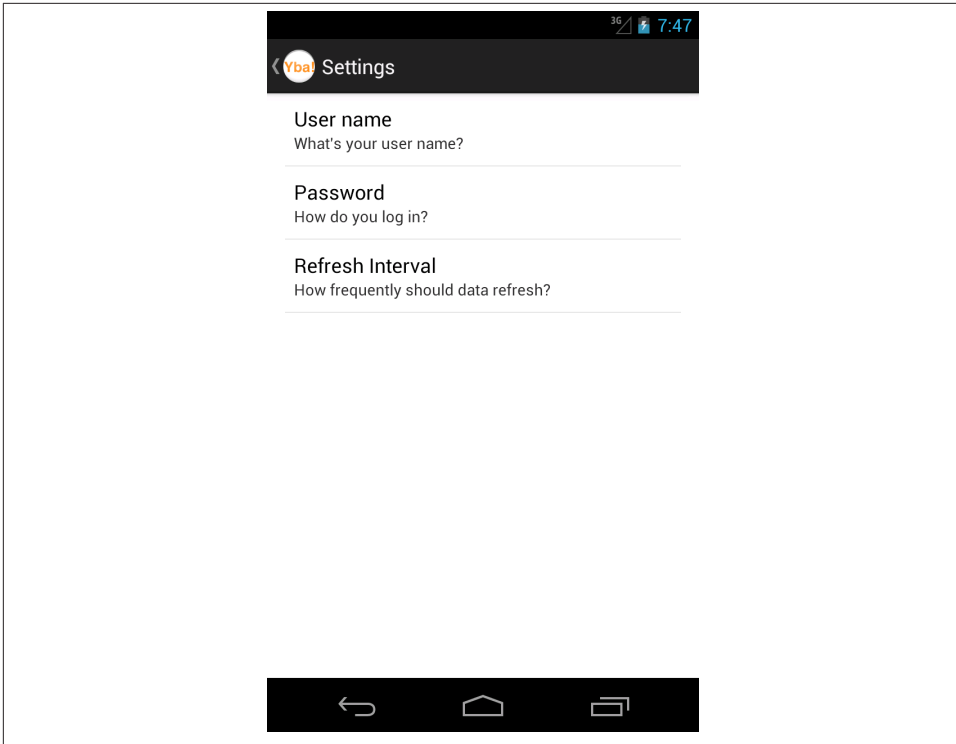 3G 7:47
Yba! Settings
User name
What's your user name?
Password
How do you log in?
Refresh Interval
How frequently should data refresh?